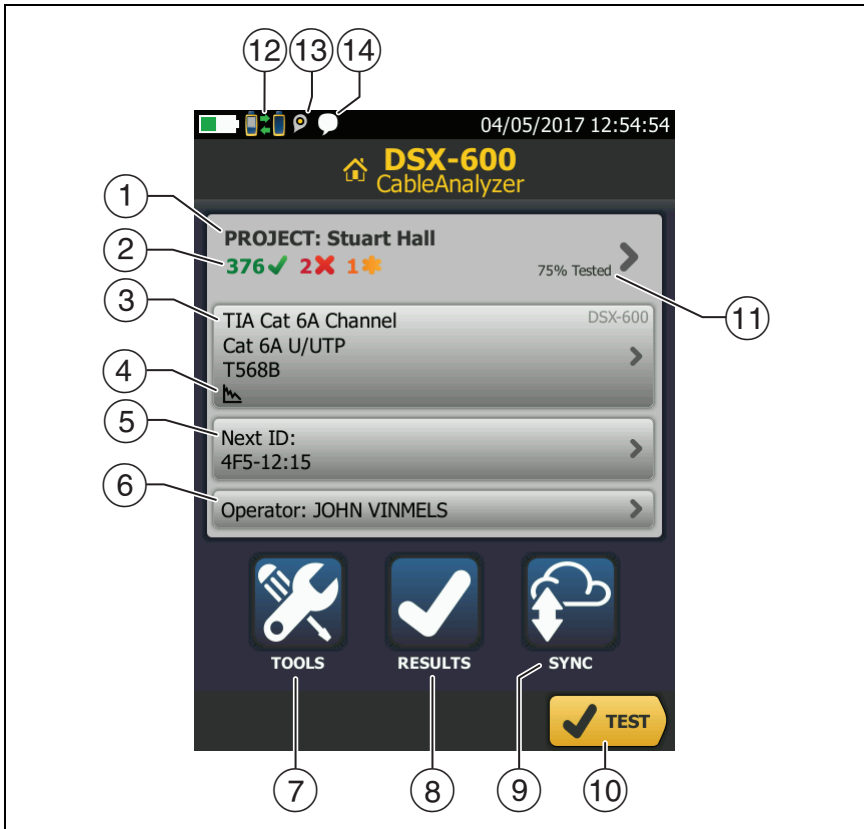 12 13 14
04/05/2017 12:54:54
DSX-600
CableAnalyzer
1
PROJECT: Stuart Hall
2
376 2 1
75% Tested
11
3
TIA Cat 6A Channel
DSX-600
Cat 6A U/UTP
T568B
4
5
Next ID:
4F5-12:15
6
Operator: JOHN VINMELS
TOOLS RESULTS SYNC
TEST
7 8 9 10